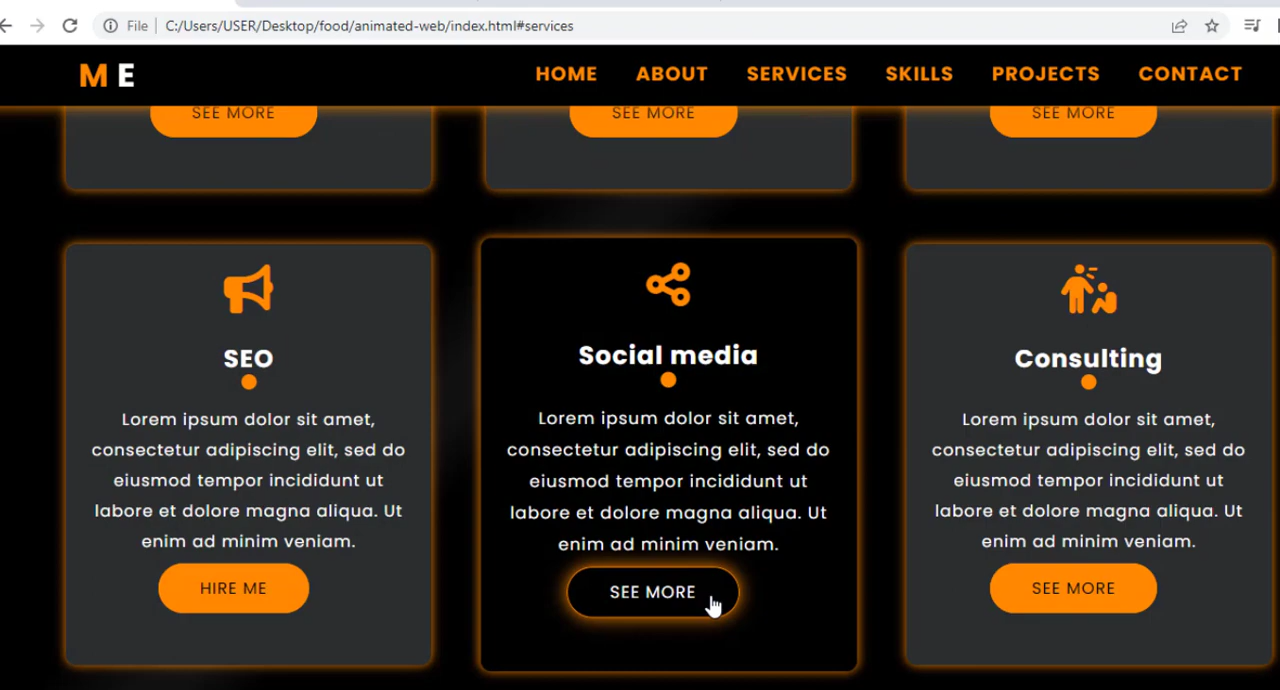 File
C:/Users/USER/Desktop/food/animated-web/index.html#services
M E
HOME
ABOUT
SERVICES
SKILLS
PROJECTS
CONTACT
SEE MORE
SEE MORE
SEE MORE
SEO
Lorem ipsum dolor sit amet,
consectetur adipiscing elit, sed do
eiusmod tempor incididunt ut
labore et dolore magna aliqua. Ut
enim ad minim veniam.
HIRE ME
Social media
Lorem ipsum dolor sit amet,
consectetur adipiscing elit, sed do
eiusmod tempor incididunt ut
labore et dolore magna aliqua. Ut
enim ad minim veniam.
SEE MORE
Consulting
Lorem ipsum dolor sit amet,
consectetur adipiscing elit, sed do
eiusmod tempor incididunt ut
labore et dolore magna aliqua. Ut
enim ad minim veniam.
SEE MORE